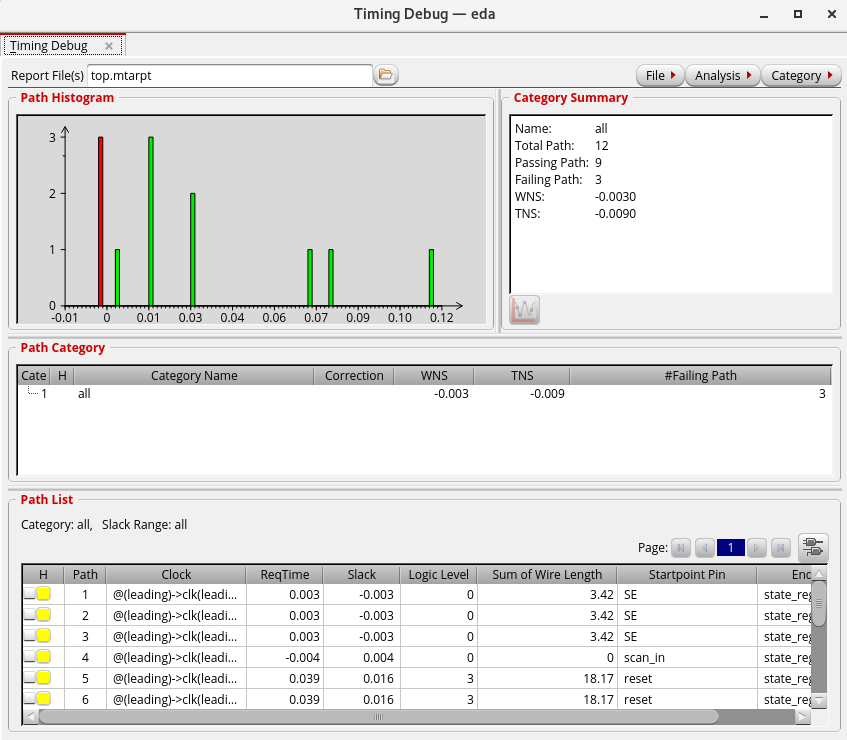 Timing Debug — eda
Timing Debug
Report File(s) top.mtarpt File Analysis Category
Path Histogram
3
2
1
0
-0.01 0 0.01 0.03 0.04 0.06 0.07 0.09 0.10 0.12
Category Summary
Name: all
Total Path: 12
Passing Path: 9
Failing Path: 3
WNS: -0.0030
TNS: -0.0090
Path Category
Cate H Category Name Correction WNS TNS #Failing Path
1 all -0.003 -0.009 3
Path List
Category: all, Slack Range: all
Page: 1
H Path Clock ReqTime Slack Logic Level Sum of Wire Length Startpoint Pin
1 @(leading)->clk(leadi... 0.003 -0.003 0 3.42 SE state_reg
2 @(leading)->clk(leadi... 0.003 -0.003 0 3.42 SE state_reg
3 @(leading)->clk(leadi... 0.003 -0.003 0 3.42 SE state_reg
4 @(leading)->clk(leadi... -0.004 0.004 0 0 scan_in state_reg
5 @(leading)->clk(leadi... 0.039 0.016 3 18.17 reset state_reg
6 @(leading)->clk(leadi... 0.039 0.016 3 18.17 reset state_reg